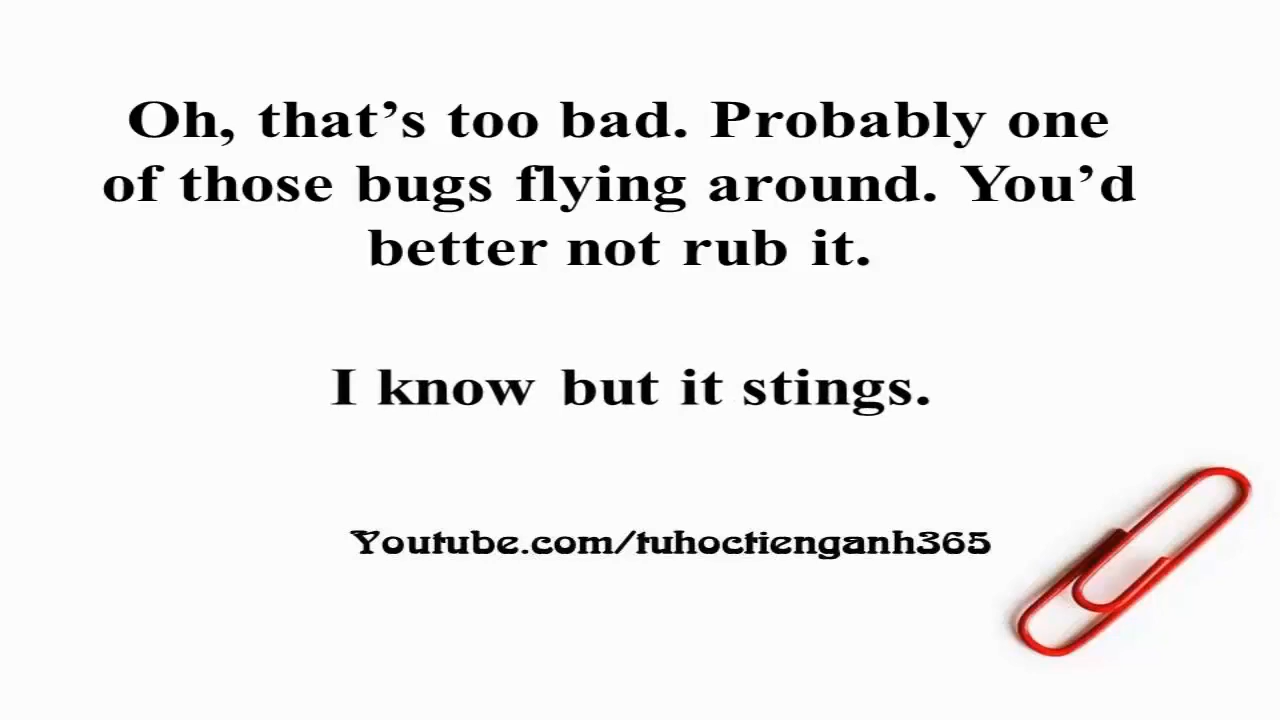 Oh, that’s too bad. Probably one
of those bugs flying around. You’d
better not rub it.
I know but it stings.
Youtube.com/tuhoctienganh365